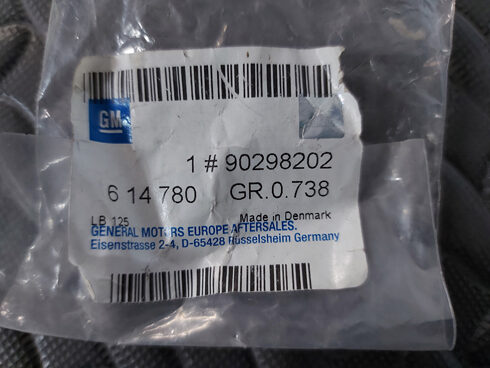 GM
1 # 90298202
6 14 780 GR.0.738
LB 125 Made in Denmark
GENERAL MOTORS EUROPE AFTERSALES.
Eisenstrasse 2-4, D-65428 Rüsselsheim Germany